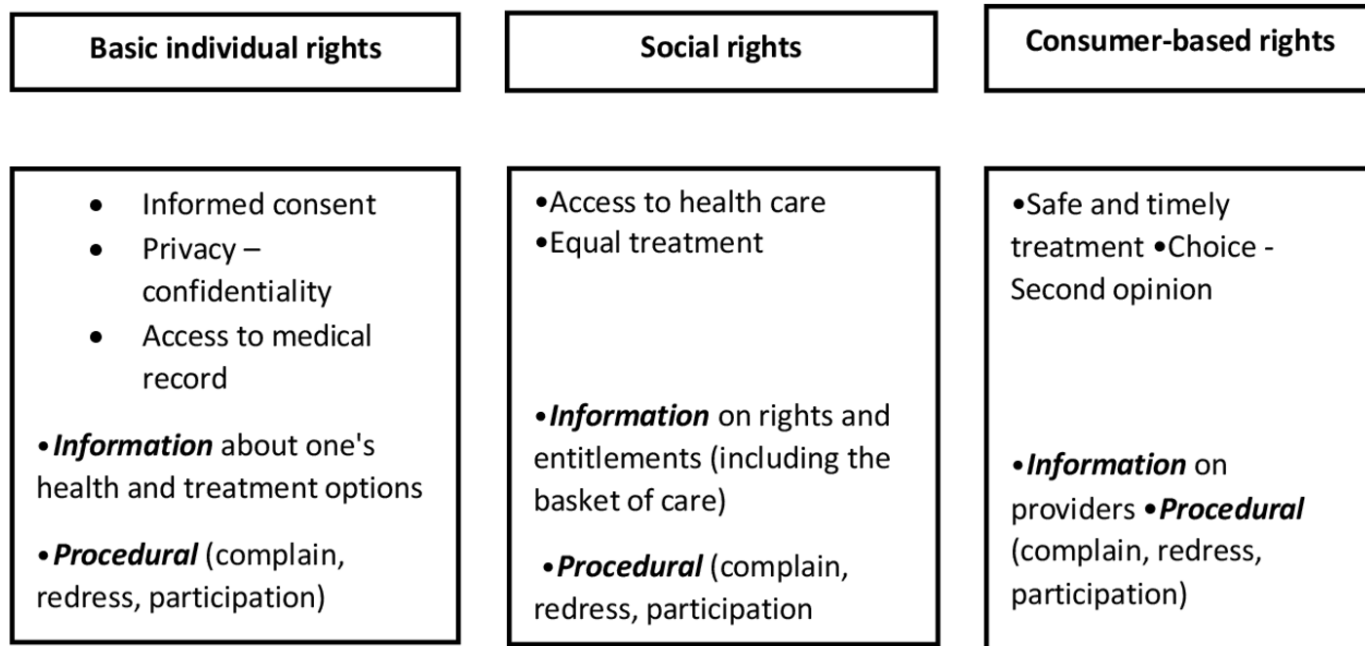 Basic individual rights
Social rights
Consumer-based rights
• Informed consent
• Privacy –
confidentiality
• Access to medical
record
•Information about one's
health and treatment options
•Procedural (complain,
redress, participation)
•Access to health care
•Equal treatment
•Information on rights and
entitlements (including the
basket of care)
•Procedural (complain,
redress, participation
•Safe and timely
treatment •Choice -
Second opinion
•Information on
providers •Procedural
(complain, redress,
participation)